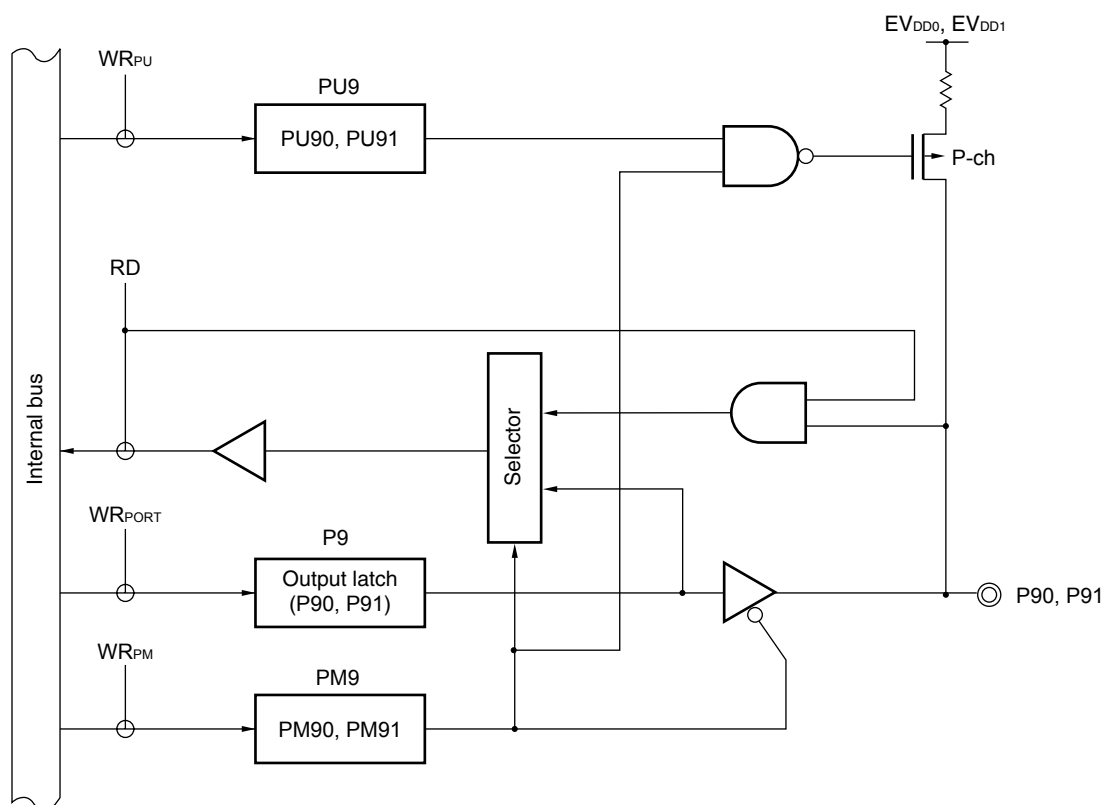 EVDD0, EVDD1
WRPU
PU9
PU90, PU91
P-ch
RD
Internal bus
Selector
WRPORT
P9
Output latch
(P90, P91)
P90, P91
WRPM
PM9
PM90, PM91